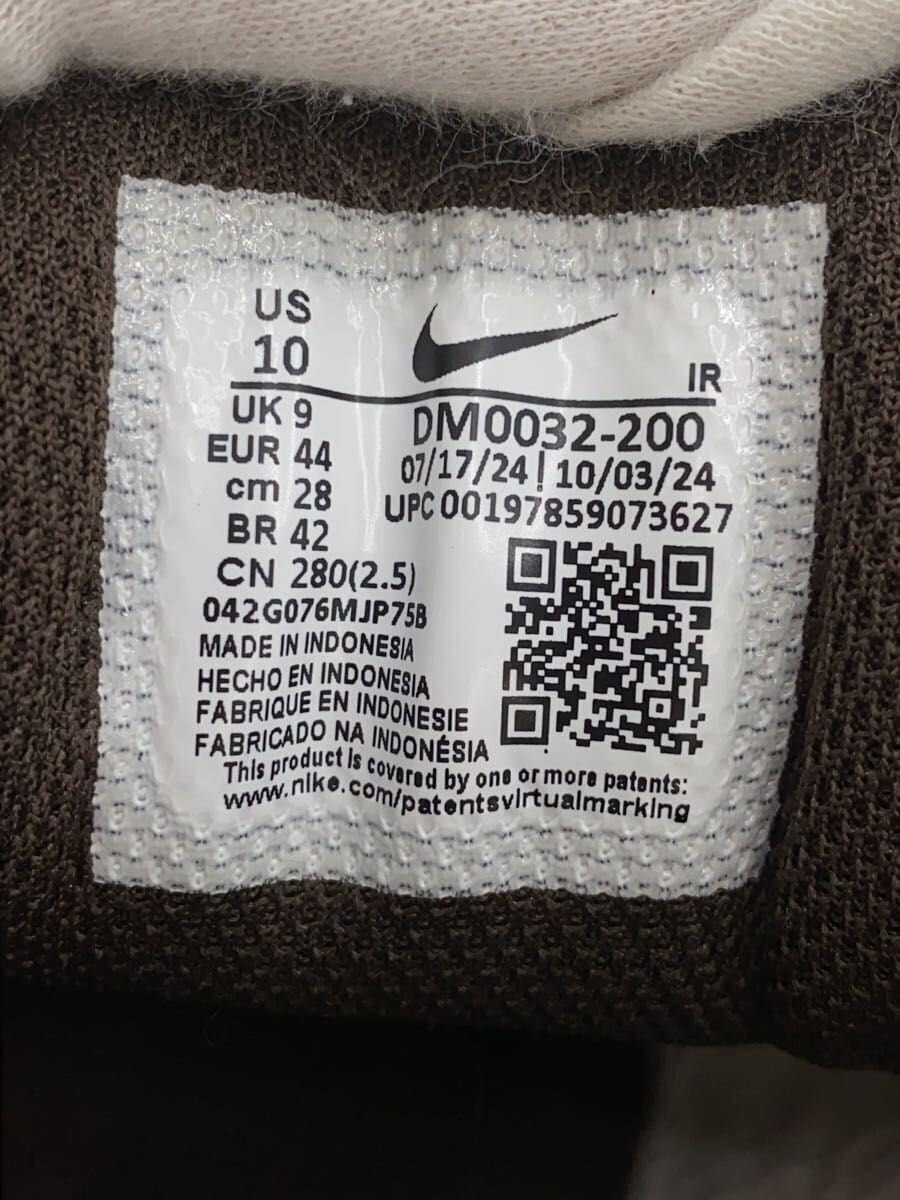 US
10
IR
UK 9
EUR 44
cm 28
BR 42
CN 280(2.5)
DM0032-200
07/17/24 | 10/03/24
UPC 00197859073627
042G076MJP75B
MADE IN INDONESIA
HECHO EN INDONESIA
FABRIQUE EN INDONESIE
FABRICADO NA INDONÉSIA
This product is covered by one or more patents:
www.nike.com/patentsvirtualmarking